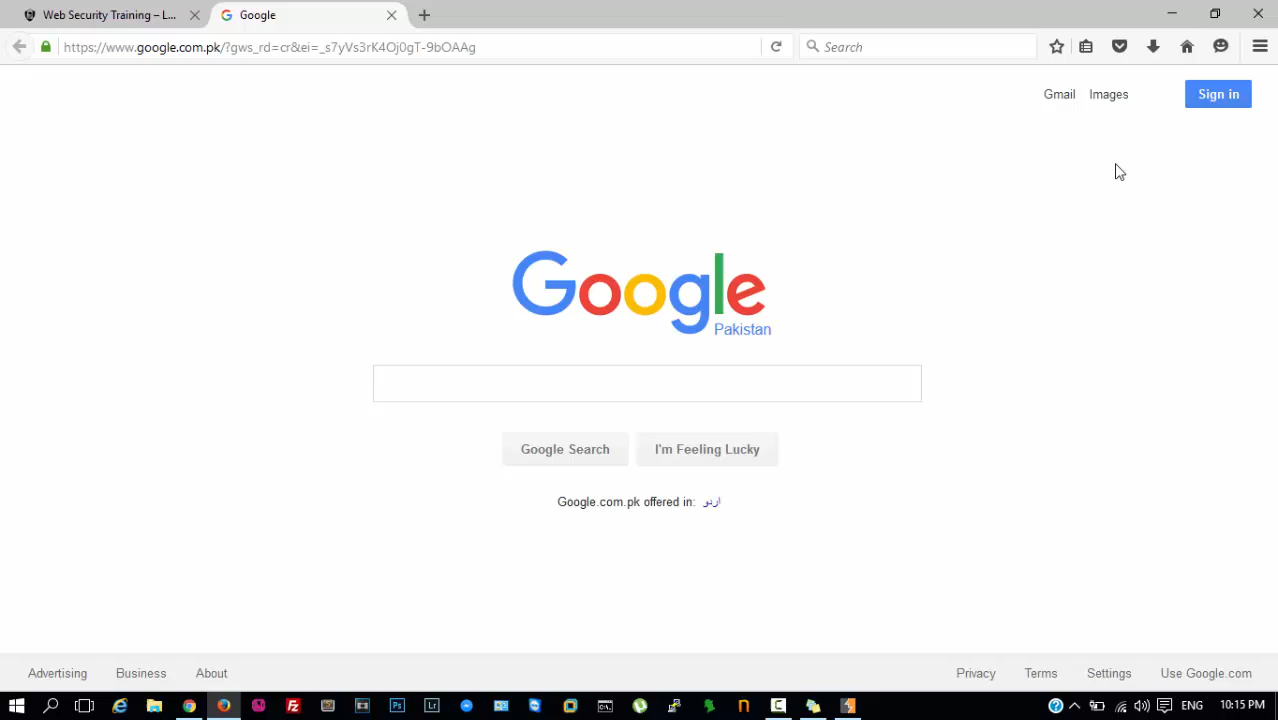 Web Security Training – L...
Google
https://www.google.com.pk/?gws_rd=cr&ei=_s7yVs3rK4Oj0gT-9bOAAg
Search
Gmail Images Sign in
Google
Pakistan
Google Search I'm Feeling Lucky
Google.com.pk offered in: اردو
Advertising Business About Privacy Terms Settings Use Google.com
Ps Lr ENG 10:15 PM